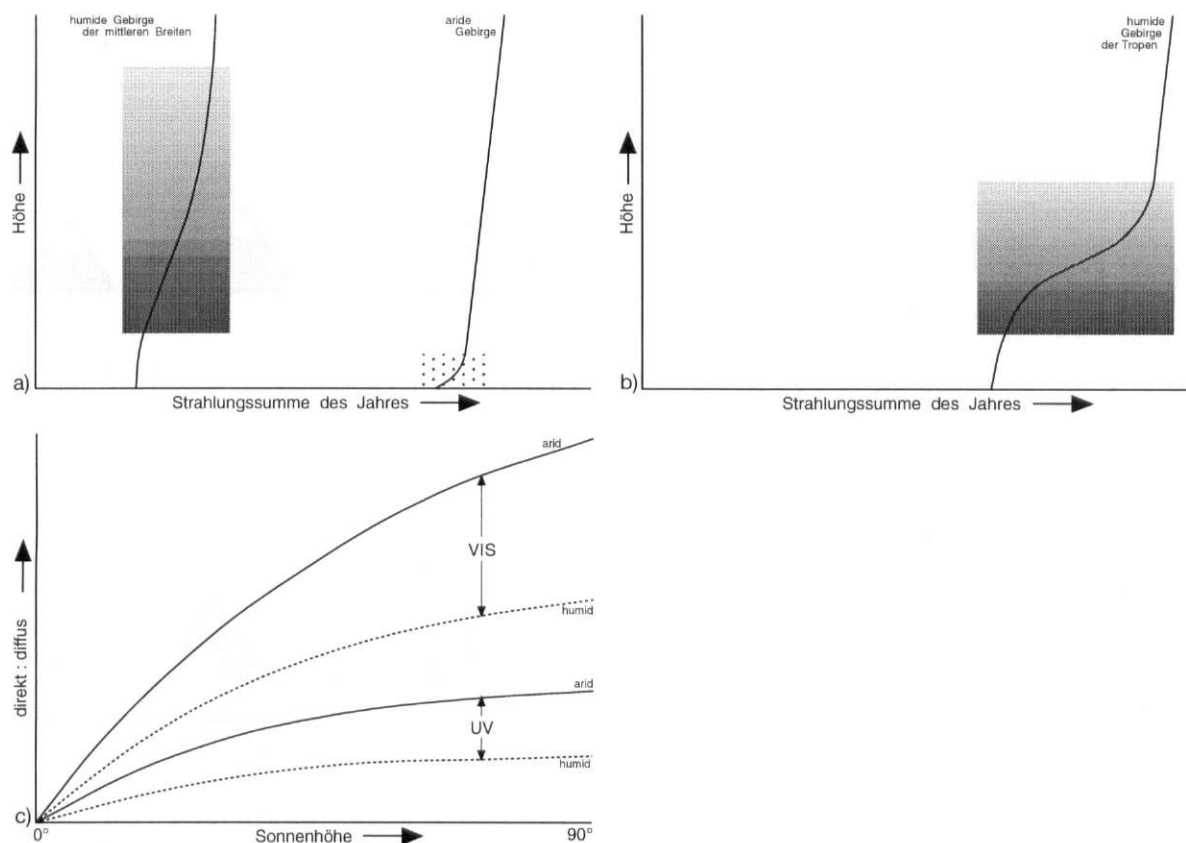 humide Gebirge
der mittleren Breiten
aride
Gebirge
Höhe
a)
Strahlungssumme des Jahres
humide
Gebirge
der Tropen
Höhe
b)
Strahlungssumme des Jahres
arid
VIS
humid
direkt : diffus
arid
UV
humid
c)
0°
Sonnenhöhe
90°